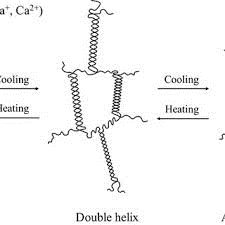 a⁺, Ca²⁺)
Cooling
Heating
Cooling
Heating
Double helix
A